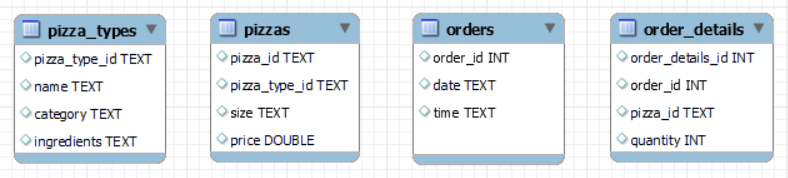 pizza_types
pizza_type_id TEXT
name TEXT
category TEXT
ingredients TEXT
pizzas
pizza_id TEXT
pizza_type_id TEXT
size TEXT
price DOUBLE
orders
order_id INT
date TEXT
time TEXT
order_details
order_details_id INT
order_id INT
pizza_id TEXT
quantity INT